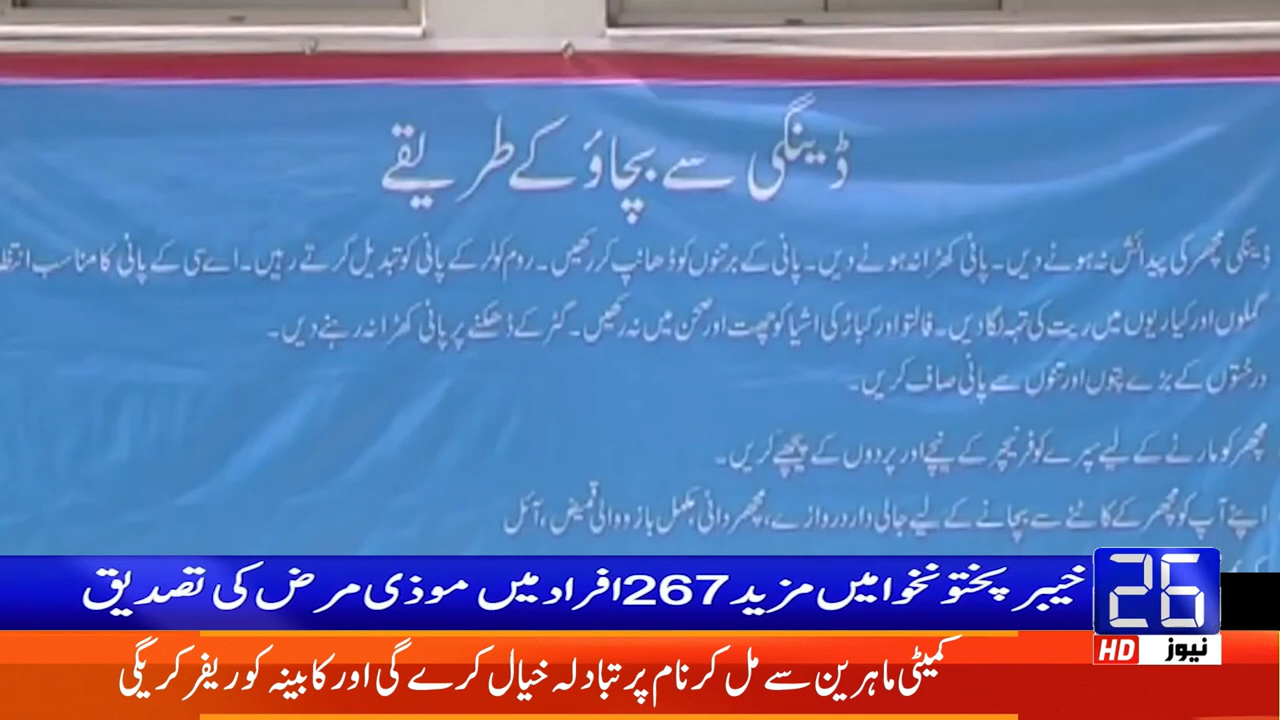 ڈینگی سے بچاؤ کے طریقے
ڈینگی مچھر کی پیدائش نہ ہونے دیں۔ پانی کھڑا نہ ہونے دیں۔ پانی کے برتنوں کو ڈھانپ کر رکھیں۔ روم کولر کے پانی کو تبدیل کرتے رہیں۔ اے سی کے پانی کا مناسب انتظا
گملوں اور کیاریوں میں ریت کی تہہ لگا دیں۔ فالتو اور کباڑ کی اشیا کو چھت اور صحن میں نہ رکھیں۔ گٹر کے ڈھکنے پر پانی کھڑا نہ رہنے دیں۔
درختوں کے بڑے پتوں اور تنوں سے پانی صاف کریں۔
مچھر کو مارنے کے لیے سپرے کو فرنیچر کے نیچے اور پردوں کے پیچھے کریں۔
اپنے آپ کو مچھر کے کاٹنے سے بچانے کے لیے جالی دار دروازے، مچھر دانی، مکمل بازو والی قمیض، آئل
خیبر پختونخوا میں مزید 267 افراد میں موذی مرض کی تصدیق
26
نیوز HD
کمیٹی ماہرین سے مل کر نام پر تبادلہ خیال کرے گی اور کابینہ کو ریفر کریگی